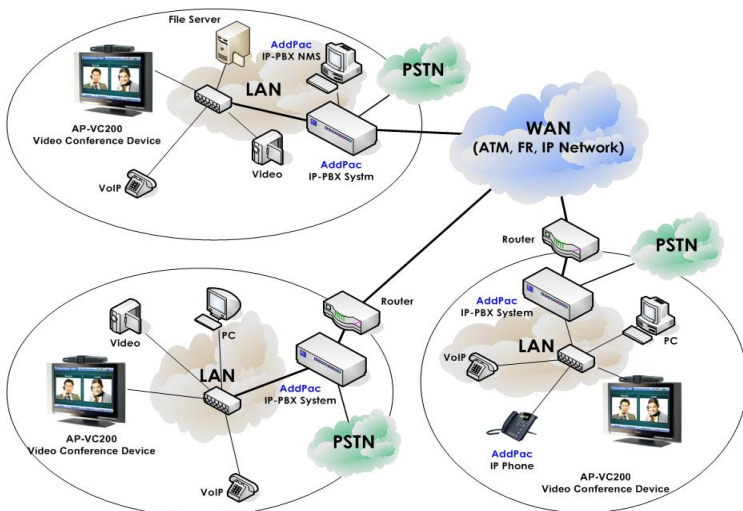 File Server
AddPac
IP-PBX NMS
PSTN
LAN
AP-VC200
Video Conference Device
VoIP
Video
AddPac
IP-PBX Systm
WAN
(ATM, FR, IP Network)
Router
PSTN
AddPac
IP-PBX System
PC
LAN
VoIP
AddPac
IP Phone
AP-VC200
Video Conference Device
Router
Video
PC
LAN
AddPac
IP-PBX System
AP-VC200
Video Conference Device
PSTN
VoIP